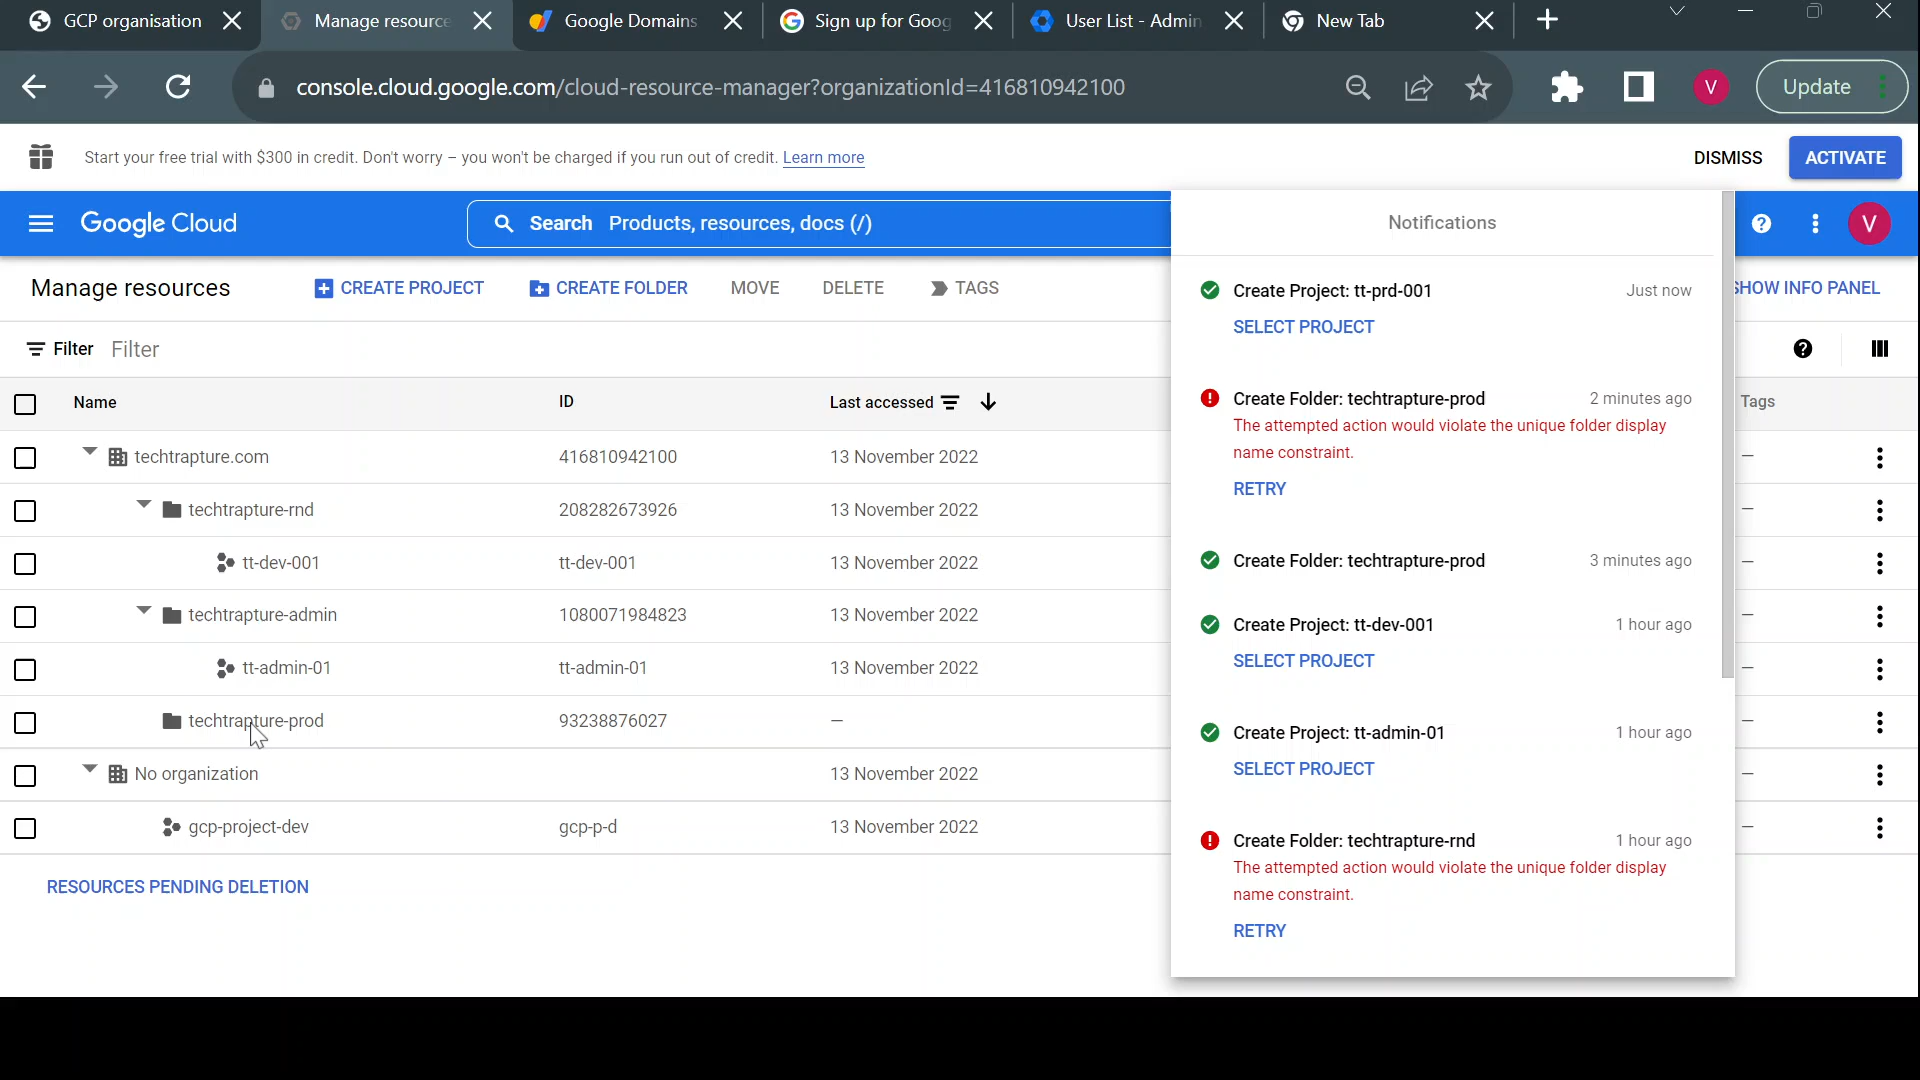 GCP organisation
Manage resource
Google Domains
Sign up for Goog
User List - Admin
New Tab
console.cloud.google.com/cloud-resource-manager?organizationId=416810942100
V
Update
Start your free trial with $300 in credit. Don't worry – you won't be charged if you run out of credit. Learn more
DISMISS
ACTIVATE
Google Cloud
Search Products, resources, docs (/)
V
Manage resources
CREATE PROJECT
CREATE FOLDER
MOVE
DELETE
TAGS
SHOW INFO PANEL
Filter Filter
Name ID Last accessed Tags
techtrapture.com 416810942100 13 November 2022 –
techtrapture-rnd 208282673926 13 November 2022 –
tt-dev-001 tt-dev-001 13 November 2022 –
techtrapture-admin 1080071984823 13 November 2022 –
tt-admin-01 tt-admin-01 13 November 2022 –
techtrapture-prod 93238876027 – –
No organization 13 November 2022 –
gcp-project-dev gcp-p-d 13 November 2022 –
RESOURCES PENDING DELETION
Notifications
Create Project: tt-prd-001 Just now
SELECT PROJECT
Create Folder: techtrapture-prod 2 minutes ago
The attempted action would violate the unique folder display
name constraint.
RETRY
Create Folder: techtrapture-prod 3 minutes ago
Create Project: tt-dev-001 1 hour ago
SELECT PROJECT
Create Project: tt-admin-01 1 hour ago
SELECT PROJECT
Create Folder: techtrapture-rnd 1 hour ago
The attempted action would violate the unique folder display
name constraint.
RETRY